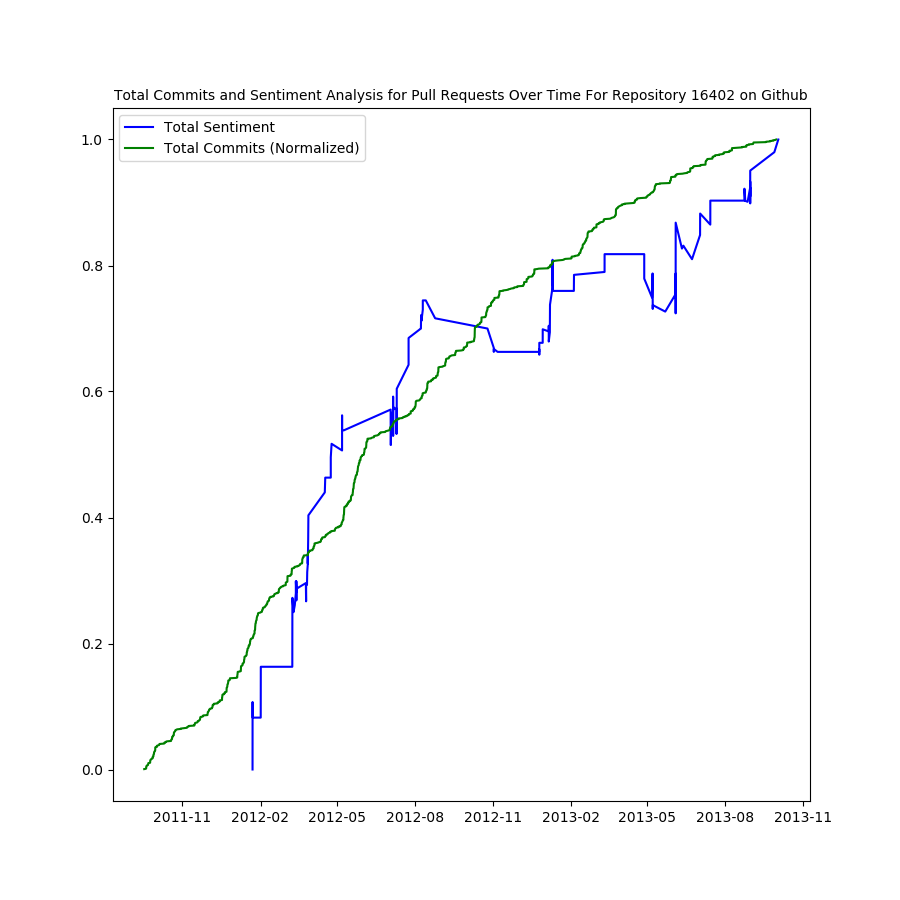 Total Commits and Sentiment Analysis for Pull Requests Over Time For Repository 16402 on Github
Total Sentiment
Total Commits (Normalized)
1.0
0.8
0.6
0.4
0.2
0.0
2011-11 2012-02 2012-05 2012-08 2012-11 2013-02 2013-05 2013-08 2013-11